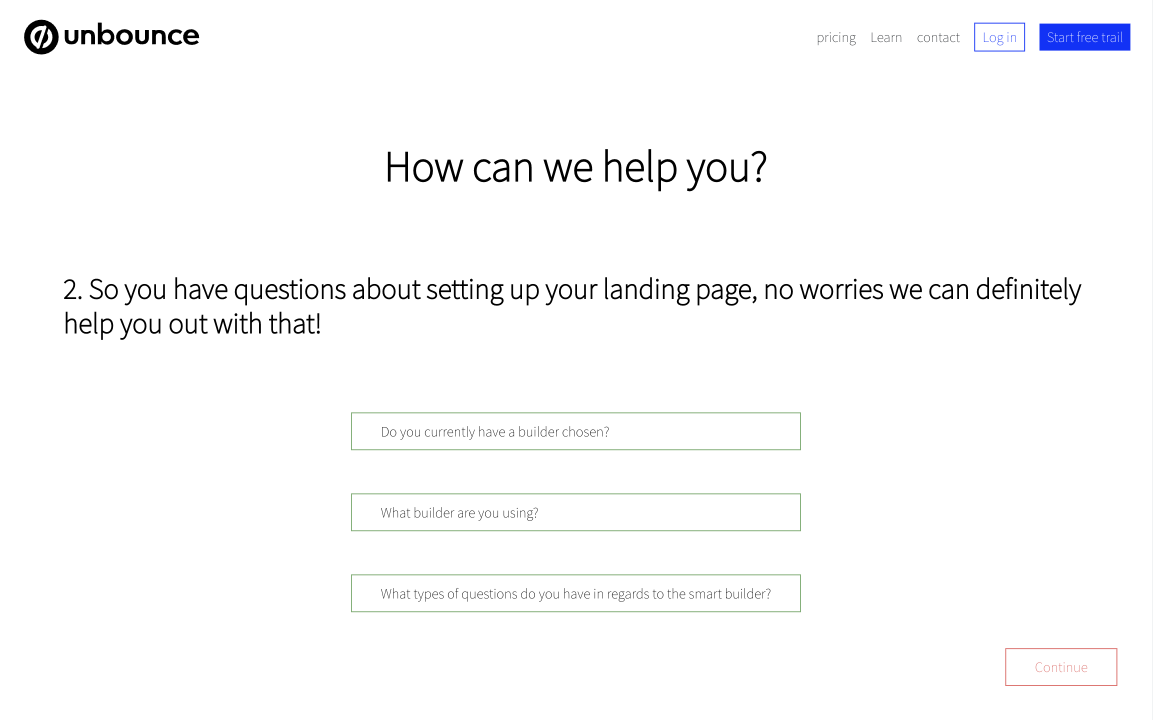 unbounce
pricing Learn contact Log in Start free trail
How can we help you?
2. So you have questions about setting up your landing page, no worries we can definitely
help you out with that!
Do you currently have a builder chosen?
What builder are you using?
What types of questions do you have in regards to the smart builder?
Continue